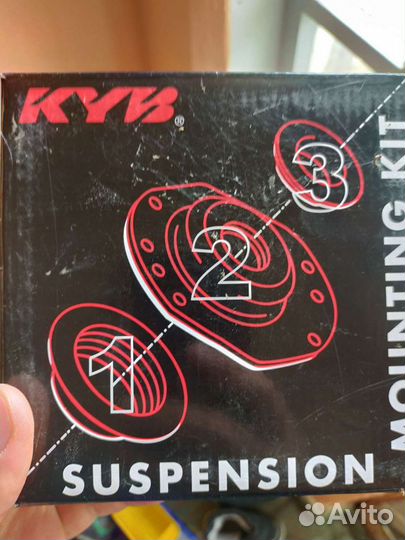 KYB®
3
2
1
SUSPENSION
MOUNTING KIT
Avito